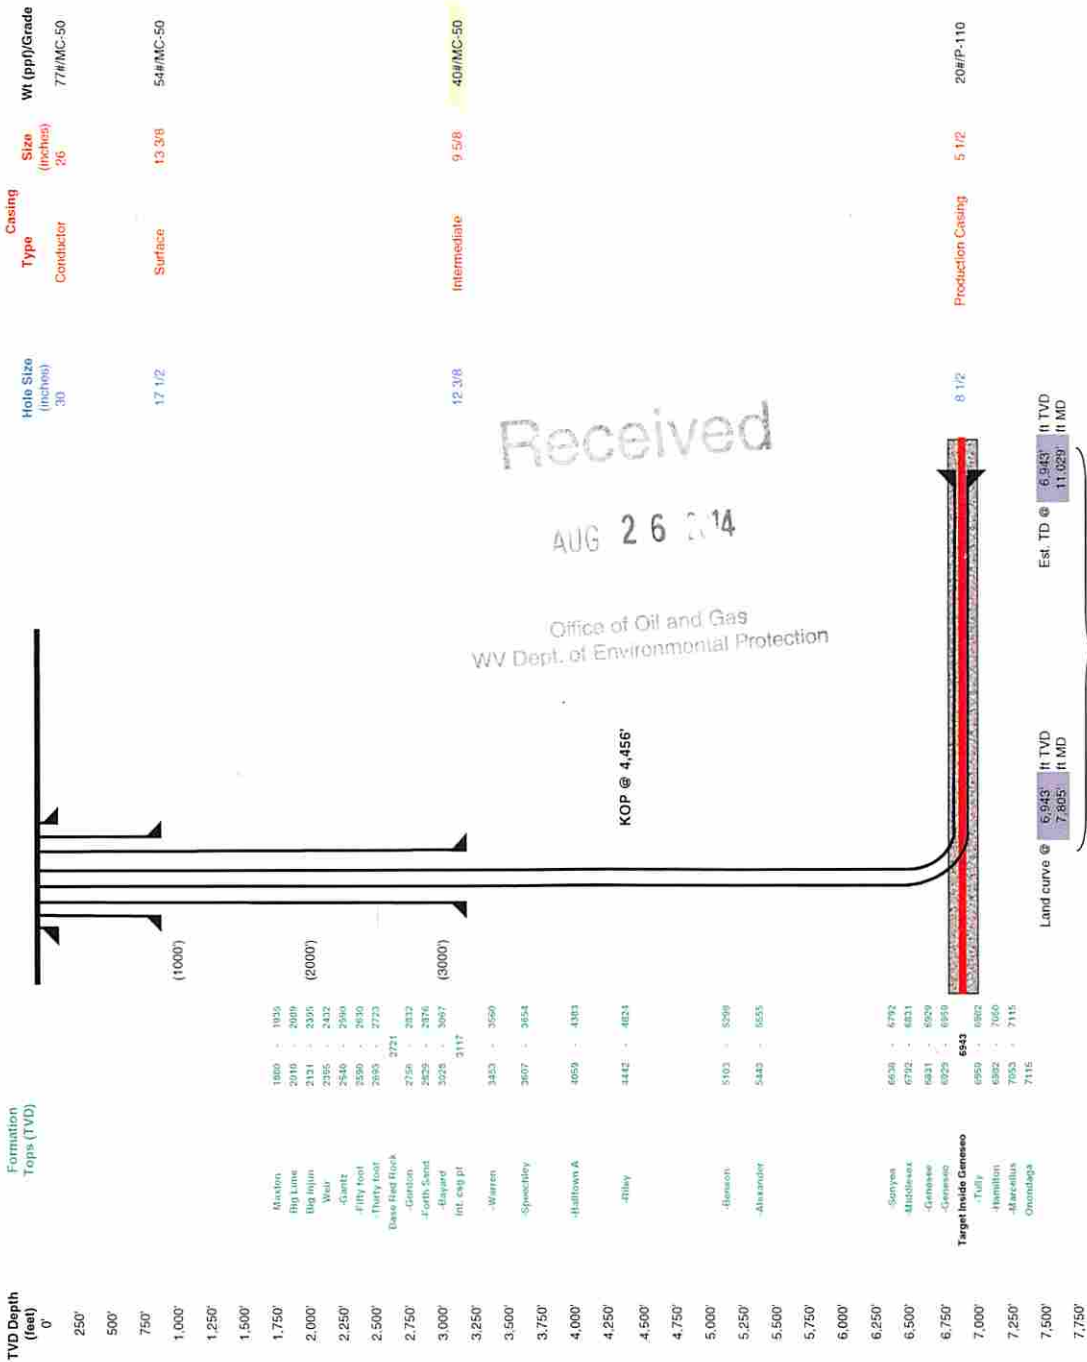 TVD Depth (feet)
Formation Tops (TVD)
Hole Size (inches)
Casing
Type
Size (inches)
Wt (ppf)/Grade
0'
30
Conductor
26
77#/MC-50
250'
500'
750'
17 1/2
Surface
13 3/8
54#/MC-50
1,000'
(1000')
1,250'
1,500'
1,750'
Maxton 1880 - 1935
Big Lime 2010 - 2089
2,000'
(2000')
Big Injun 2131 - 2395
Weir 2395 - 2432
2,250'
-Gantz 2540 - 2590
-Fifty foot 2590 - 2630
2,500'
-Thirty foot 2693 - 2723
Base Red Rock 2721
2,750'
-Gordon 2756 - 2832
-Forth Sand 2829 - 2876
3,000'
(3000')
-Bayard 3028 - 3067
Int. csg pt 3117
12 3/8
Intermediate
9 5/8
40#/MC-50
3,250'
-Warren 3453 - 3560
3,500'
-Speechley 3607 - 3654
3,750'
4,000'
-Balltown A 4059 - 4383
4,250'
-Riley 4442 - 4824
KOP @ 4,456'
4,500'
4,750'
5,000'
-Benson 5103 - 5299
5,250'
-Alexander 5443 - 5555
5,500'
5,750'
6,000'
6,250'
-Sonyea 6638 - 6792
6,500'
-Middlesex 6792 - 6831
-Genesee 6831 - 6929
6,750'
-Geneseo 6929 - 6959
Target Inside Geneseo 6943
8 1/2
Production Casing
5 1/2
20#/P-110
7,000'
-Tully 6959 - 6982
-Hamilton 6982 - 7050
7,250'
-Marcellus 7053 - 7115
Onondaga 7115
7,500'
7,750'
Land curve @ 6,943' ft TVD
7,805' ft MD
Est. TD @ 6,943' ft TVD
11,029' ft MD
Received
AUG 26
14
Office of Oil and Gas
WV Dept. of Environmental Protection